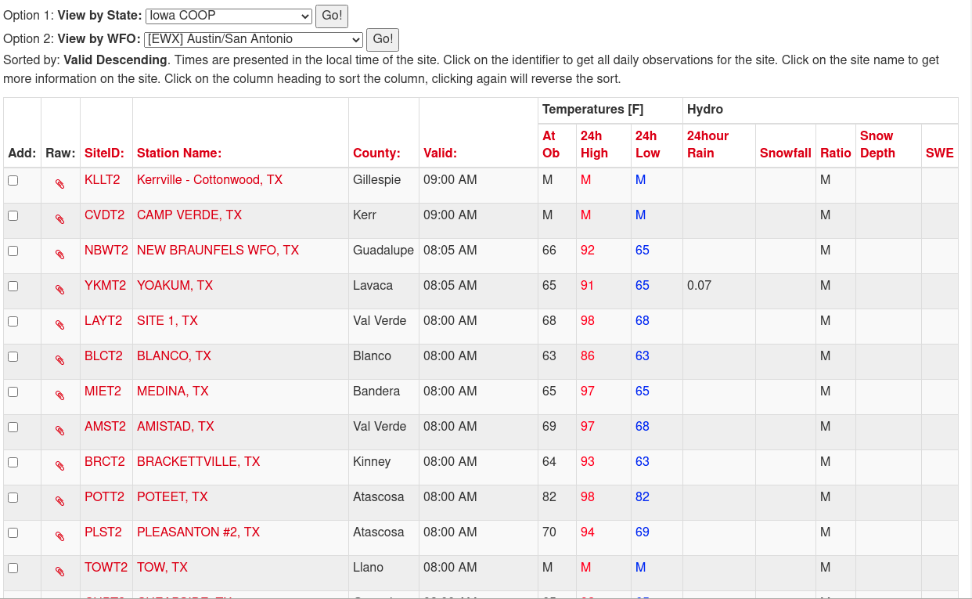 Option 1: View by State: Iowa COOP Go!
Option 2: View by WFO: [EWX] Austin/San Antonio Go!
Sorted by: Valid Descending. Times are presented in the local time of the site. Click on the identifier to get all daily observations for the site. Click on the site name to get
more information on the site. Click on the column heading to sort the column, clicking again will reverse the sort.
Temperatures [F] Hydro
Add: Raw: SiteID: Station Name: County: Valid: At Ob 24h High 24h Low 24hour Rain Snowfall Ratio Snow Depth SWE
KLLT2 Kerrville - Cottonwood, TX Gillespie 09:00 AM M M M M
CVDT2 CAMP VERDE, TX Kerr 09:00 AM M M M M
NBWT2 NEW BRAUNFELS WFO, TX Guadalupe 08:05 AM 66 92 65 M
YKMT2 YOAKUM, TX Lavaca 08:05 AM 65 91 65 0.07 M
LAYT2 SITE 1, TX Val Verde 08:00 AM 68 98 68 M
BLCT2 BLANCO, TX Blanco 08:00 AM 63 86 63 M
MIET2 MEDINA, TX Bandera 08:00 AM 65 97 65 M
AMST2 AMISTAD, TX Val Verde 08:00 AM 69 97 68 M
BRCT2 BRACKETTVILLE, TX Kinney 08:00 AM 64 93 63 M
POTT2 POTEET, TX Atascosa 08:00 AM 82 98 82 M
PLST2 PLEASANTON #2, TX Atascosa 08:00 AM 70 94 69 M
TOWT2 TOW, TX Llano 08:00 AM M M M M